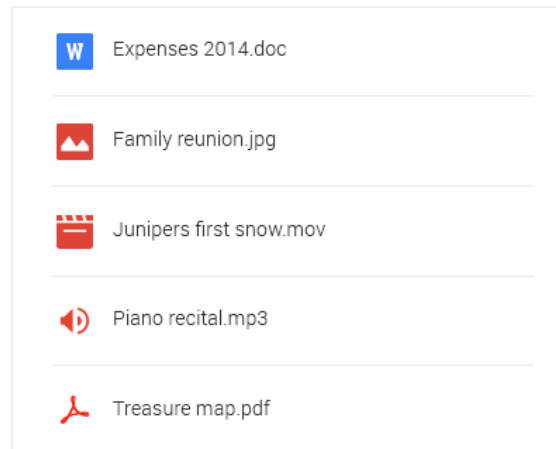 W Expenses 2014.doc
Family reunion.jpg
Junipers first snow.mov
Piano recital.mp3
Treasure map.pdf